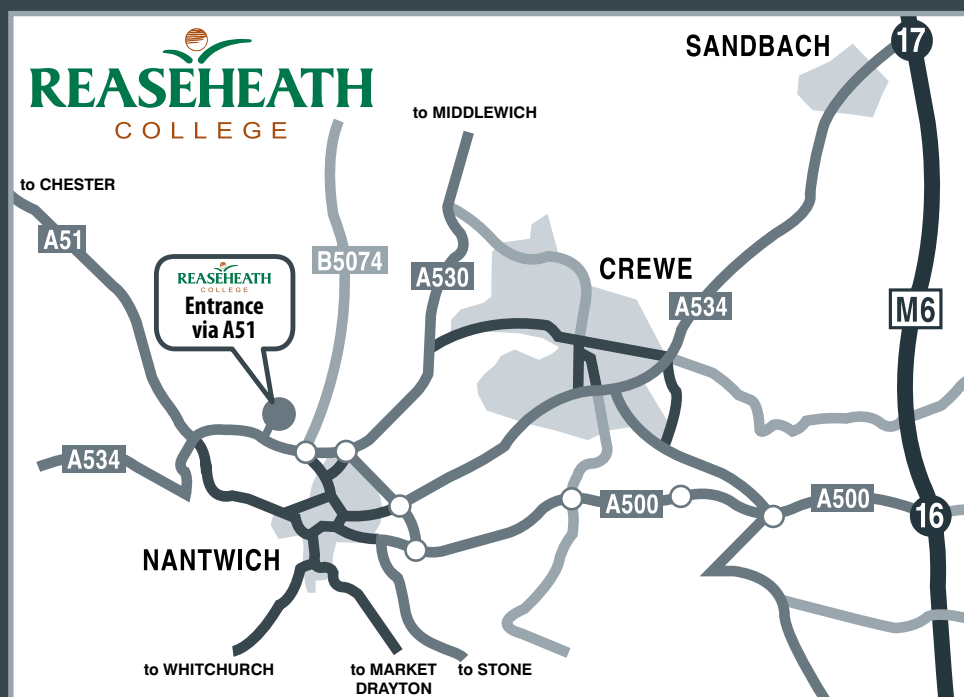 REASEHEATH
COLLEGE
SANDBACH
17
to MIDDLEWICH
to CHESTER
A51
B5074
A530
CREWE
REASEHEATH
COLLEGE
Entrance
via A51
A534
M6
A534
A500
A500
16
NANTWICH
to WHITCHURCH
to MARKET
DRAYTON
to STONE